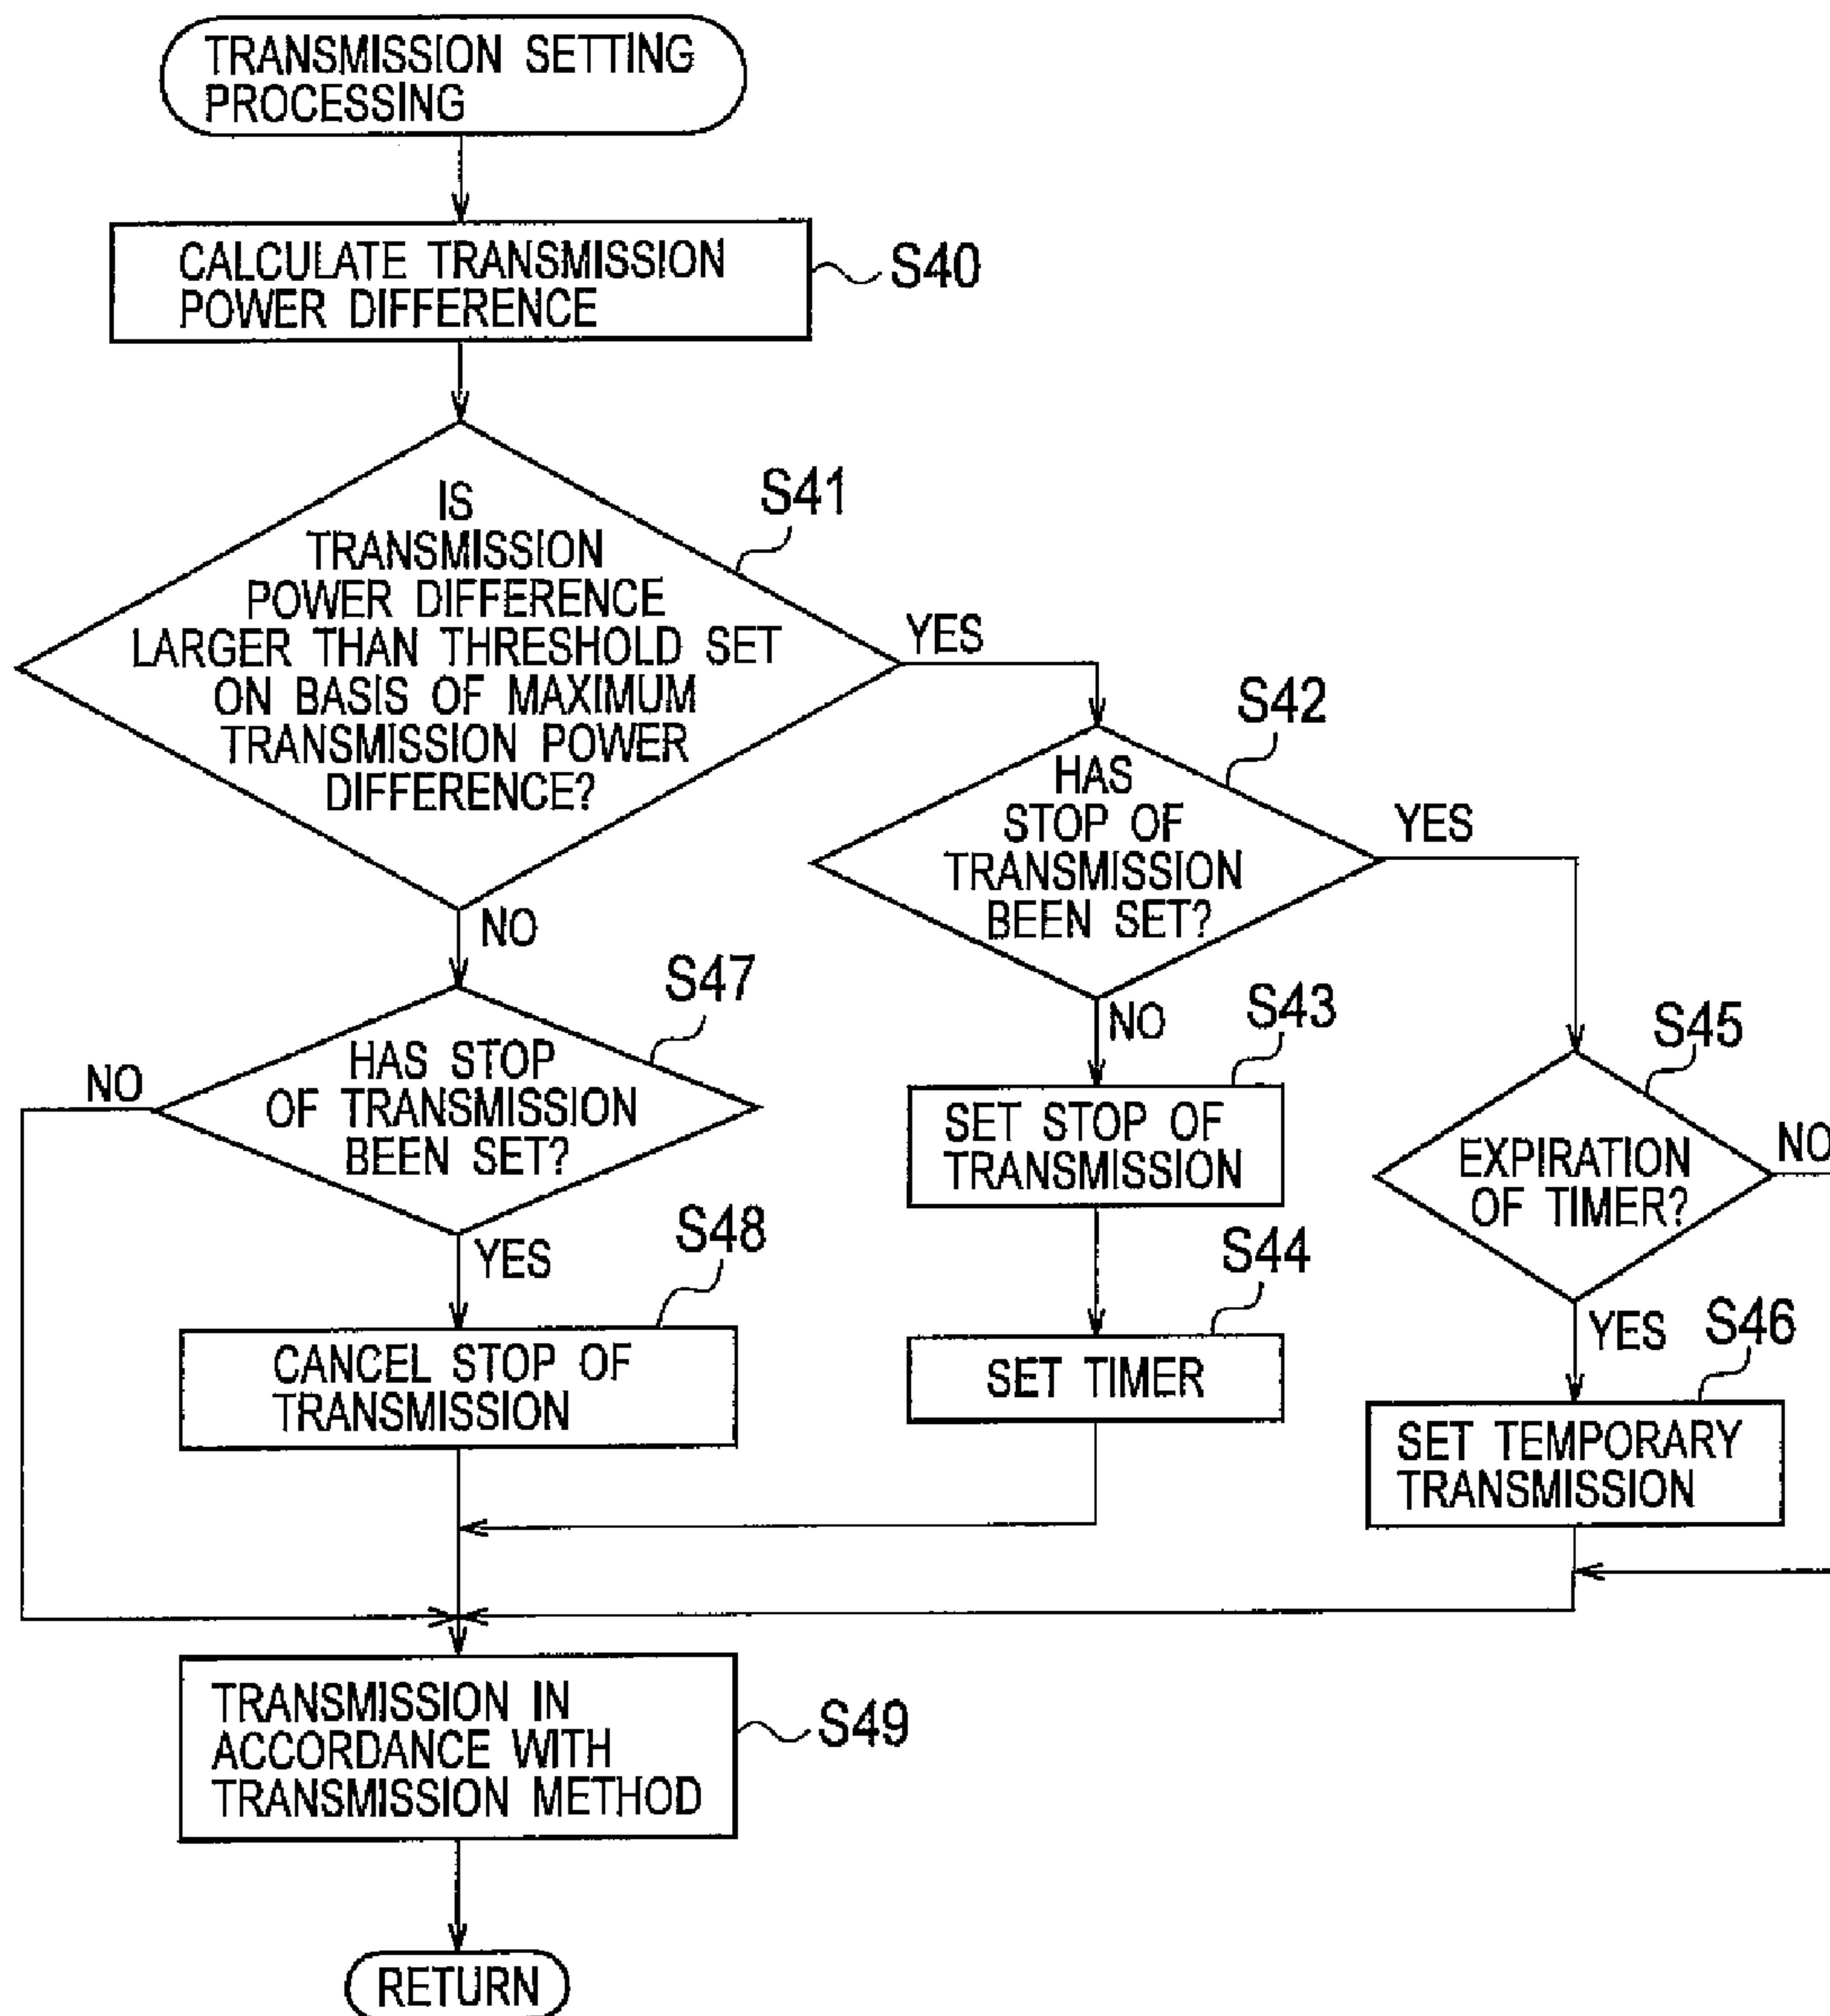 TRANSMISSION SETTING
PROCESSING
CALCULATE TRANSMISSION
POWER DIFFERENCE
S40
IS
TRANSMISSION
POWER DIFFERENCE
LARGER THAN THRESHOLD SET
ON BASIS OF MAXIMUM
TRANSMISSION POWER
DIFFERENCE?
S41
YES
NO
HAS
STOP OF
TRANSMISSION
BEEN SET?
S42
YES
NO
S43
SET STOP OF
TRANSMISSION
S44
SET TIMER
S45
EXPIRATION
OF TIMER?
NO
YES
S46
SET TEMPORARY
TRANSMISSION
S47
HAS STOP
OF TRANSMISSION
BEEN SET?
NO
YES
S48
CANCEL STOP OF
TRANSMISSION
TRANSMISSION IN
ACCORDANCE WITH
TRANSMISSION METHOD
S49
RETURN